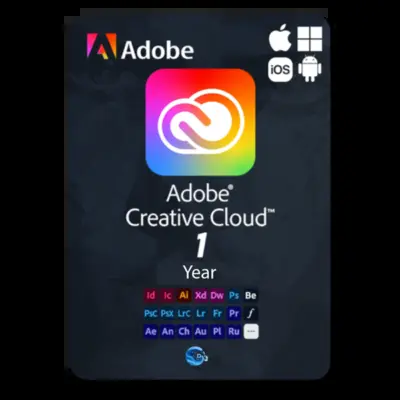 Adobe
iOS
Adobe®
Creative Cloud™
1
Year
Id Ic Ai Xd Dw Ps Be
PsC PsX LrC Lr Fr Pr f
Ae An Ch Au Pl Ru